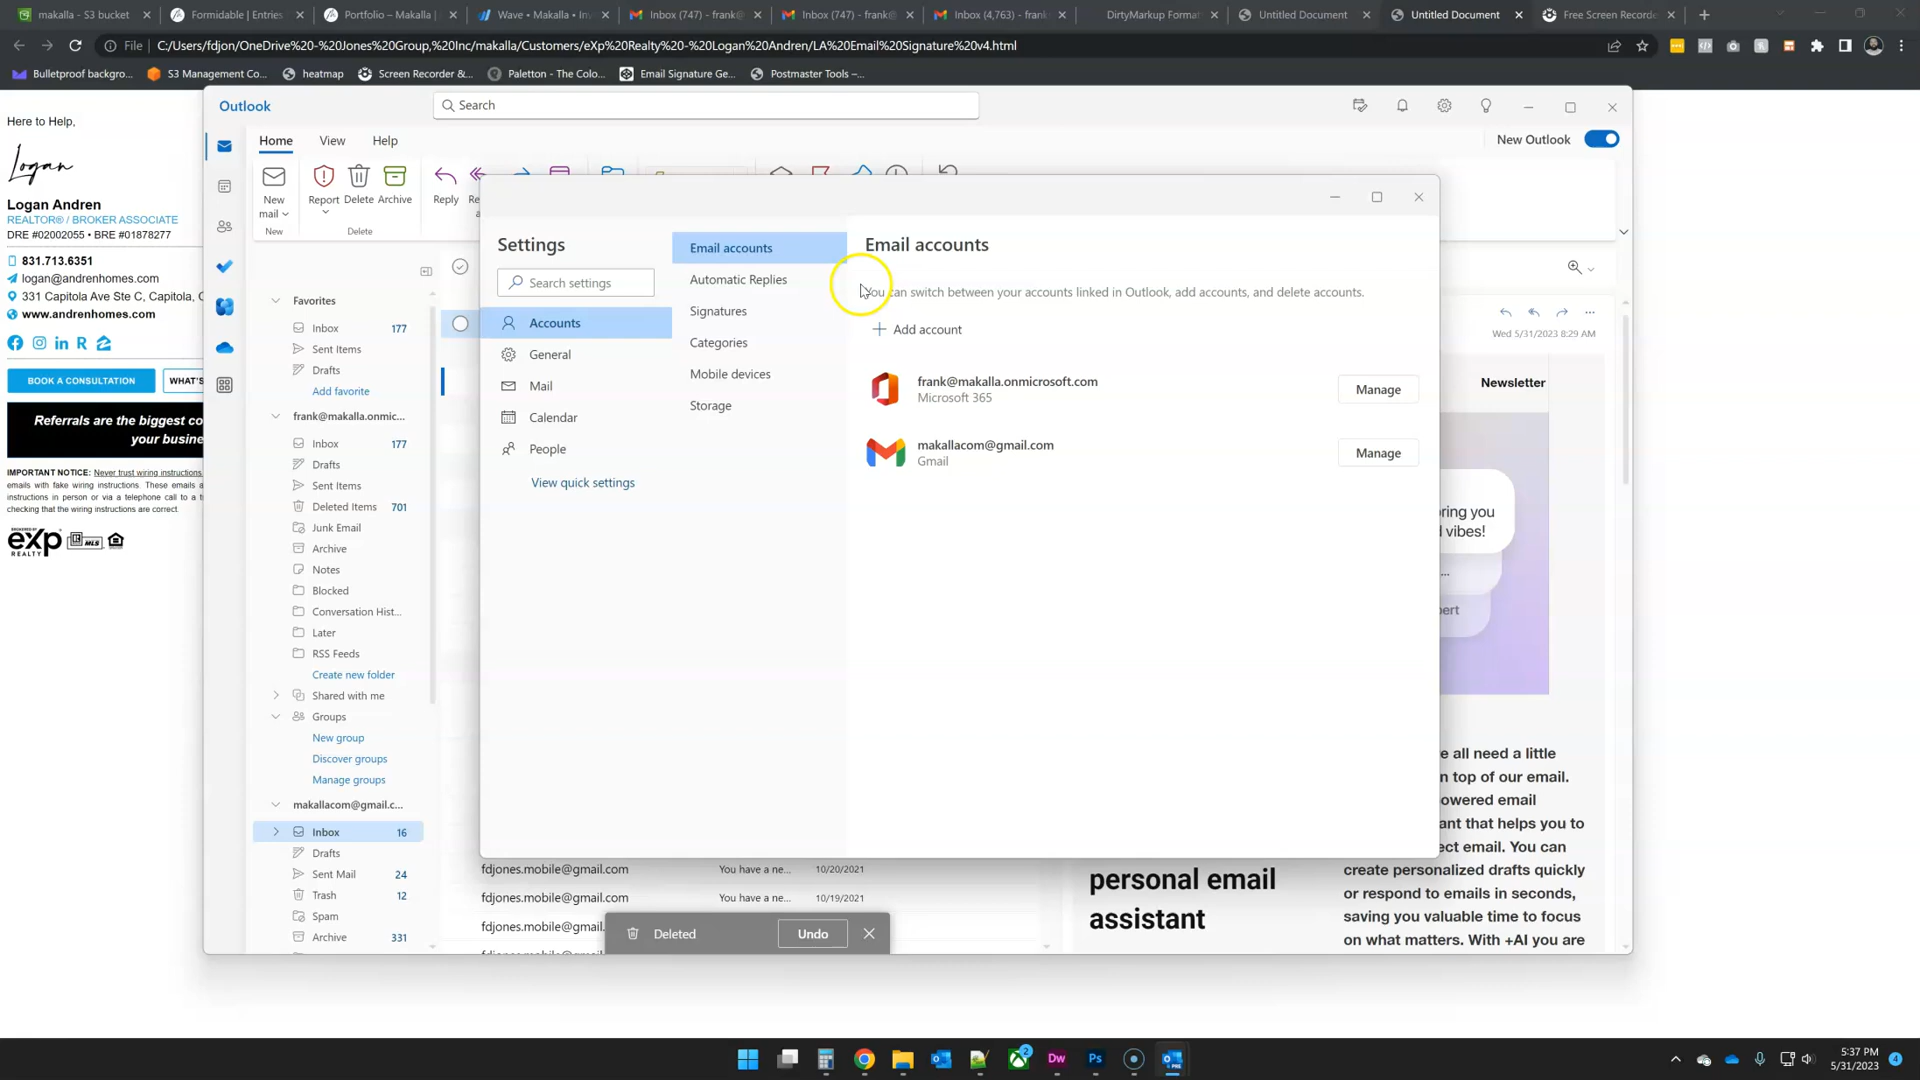 makalla - S3 bucket
Formidable | Entries
Portfolio – Makalla |
Wave • Makalla • In
Inbox (747) - frank@
Inbox (747) - frank@
Inbox (4,763) - frank@
DirtyMarkup Format
Untitled Document
Untitled Document
Free Screen Recorde
File
C:/Users/fdjon/OneDrive%20-%20Jones%20Group,%20Inc/makalla/Customers/eXp%20Realty%20-%20Logan%20Andren/LA%20Email%20Signature%20v4.html
Bulletproof backgro...
S3 Management Co...
heatmap
Screen Recorder &...
Paletton - The Colo...
Email Signature Ge...
Postmaster Tools –...
Here to Help,
Logan
Logan Andren
REALTOR® / BROKER ASSOCIATE
DRE #02002055 • BRE #01878277
831.713.6351
logan@andrenhomes.com
331 Capitola Ave Ste C, Capitola, C
www.andrenhomes.com
BOOK A CONSULTATION
WHAT'S
Referrals are the biggest co
your busine
IMPORTANT NOTICE: Never trust wiring instructions
emails with fake wiring instructions. These emails a
instructions in person or via a telephone call to a t
checking that the wiring instructions are correct.
BROKERED BY
exp
REALTY
MLS
Outlook
Search
Home
View
Help
New Outlook
New
mail
Report
Delete
Archive
Reply
Re
a
New
Delete
Favorites
Inbox 177
Sent Items
Drafts
Add favorite
frank@makalla.onmic...
Inbox 177
Drafts
Sent Items
Deleted Items 701
Junk Email
Archive
Notes
Blocked
Conversation Hist...
Later
RSS Feeds
Create new folder
Shared with me
Groups
New group
Discover groups
Manage groups
makallacom@gmail.c...
Inbox 16
Drafts
Sent Mail 24
Trash 12
Spam
Archive 331
Settings
Search settings
Accounts
General
Mail
Calendar
People
View quick settings
Email accounts
Automatic Replies
Signatures
Categories
Mobile devices
Storage
Email accounts
You can switch between your accounts linked in Outlook, add accounts, and delete accounts.
Add account
frank@makalla.onmicrosoft.com
Microsoft 365
Manage
makallacom@gmail.com
Gmail
Manage
fdjones.mobile@gmail.com You have a ne... 10/20/2021
fdjones.mobile@gmail.com You have a ne... 10/19/2021
fdjones.mobile@gmail.
Deleted
Undo
Wed 5/31/2023 8:29 AM
Newsletter
oring you
d vibes!
...
pert
e all need a little
n top of our email.
owered email
ant that helps you to
ect email. You can
create personalized drafts quickly
or respond to emails in seconds,
saving you valuable time to focus
on what matters. With +AI you are
personal email
assistant
2
Dw
Ps
5:37 PM
5/31/2023
4